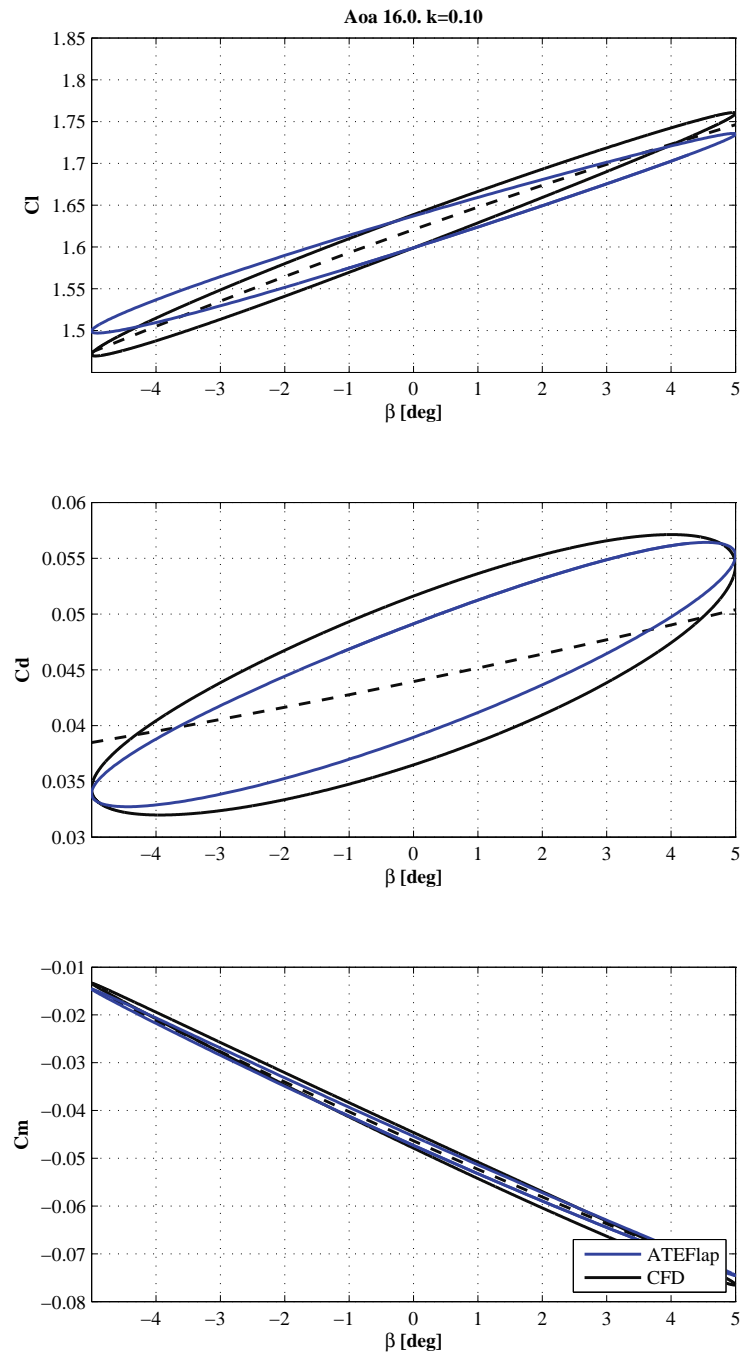 Aoa 16.0. k=0.10
1.85
1.8
1.75
1.7
1.65
1.6
1.55
1.5
Cl
−4 −3 −2 −1 0 1 2 3 4 5
β [deg]
0.06
0.055
0.05
0.045
0.04
0.035
0.03
Cd
−4 −3 −2 −1 0 1 2 3 4 5
β [deg]
−0.01
−0.02
−0.03
−0.04
−0.05
−0.06
−0.07
−0.08
Cm
ATEFlap
CFD
−4 −3 −2 −1 0 1 2 3 4 5
β [deg]